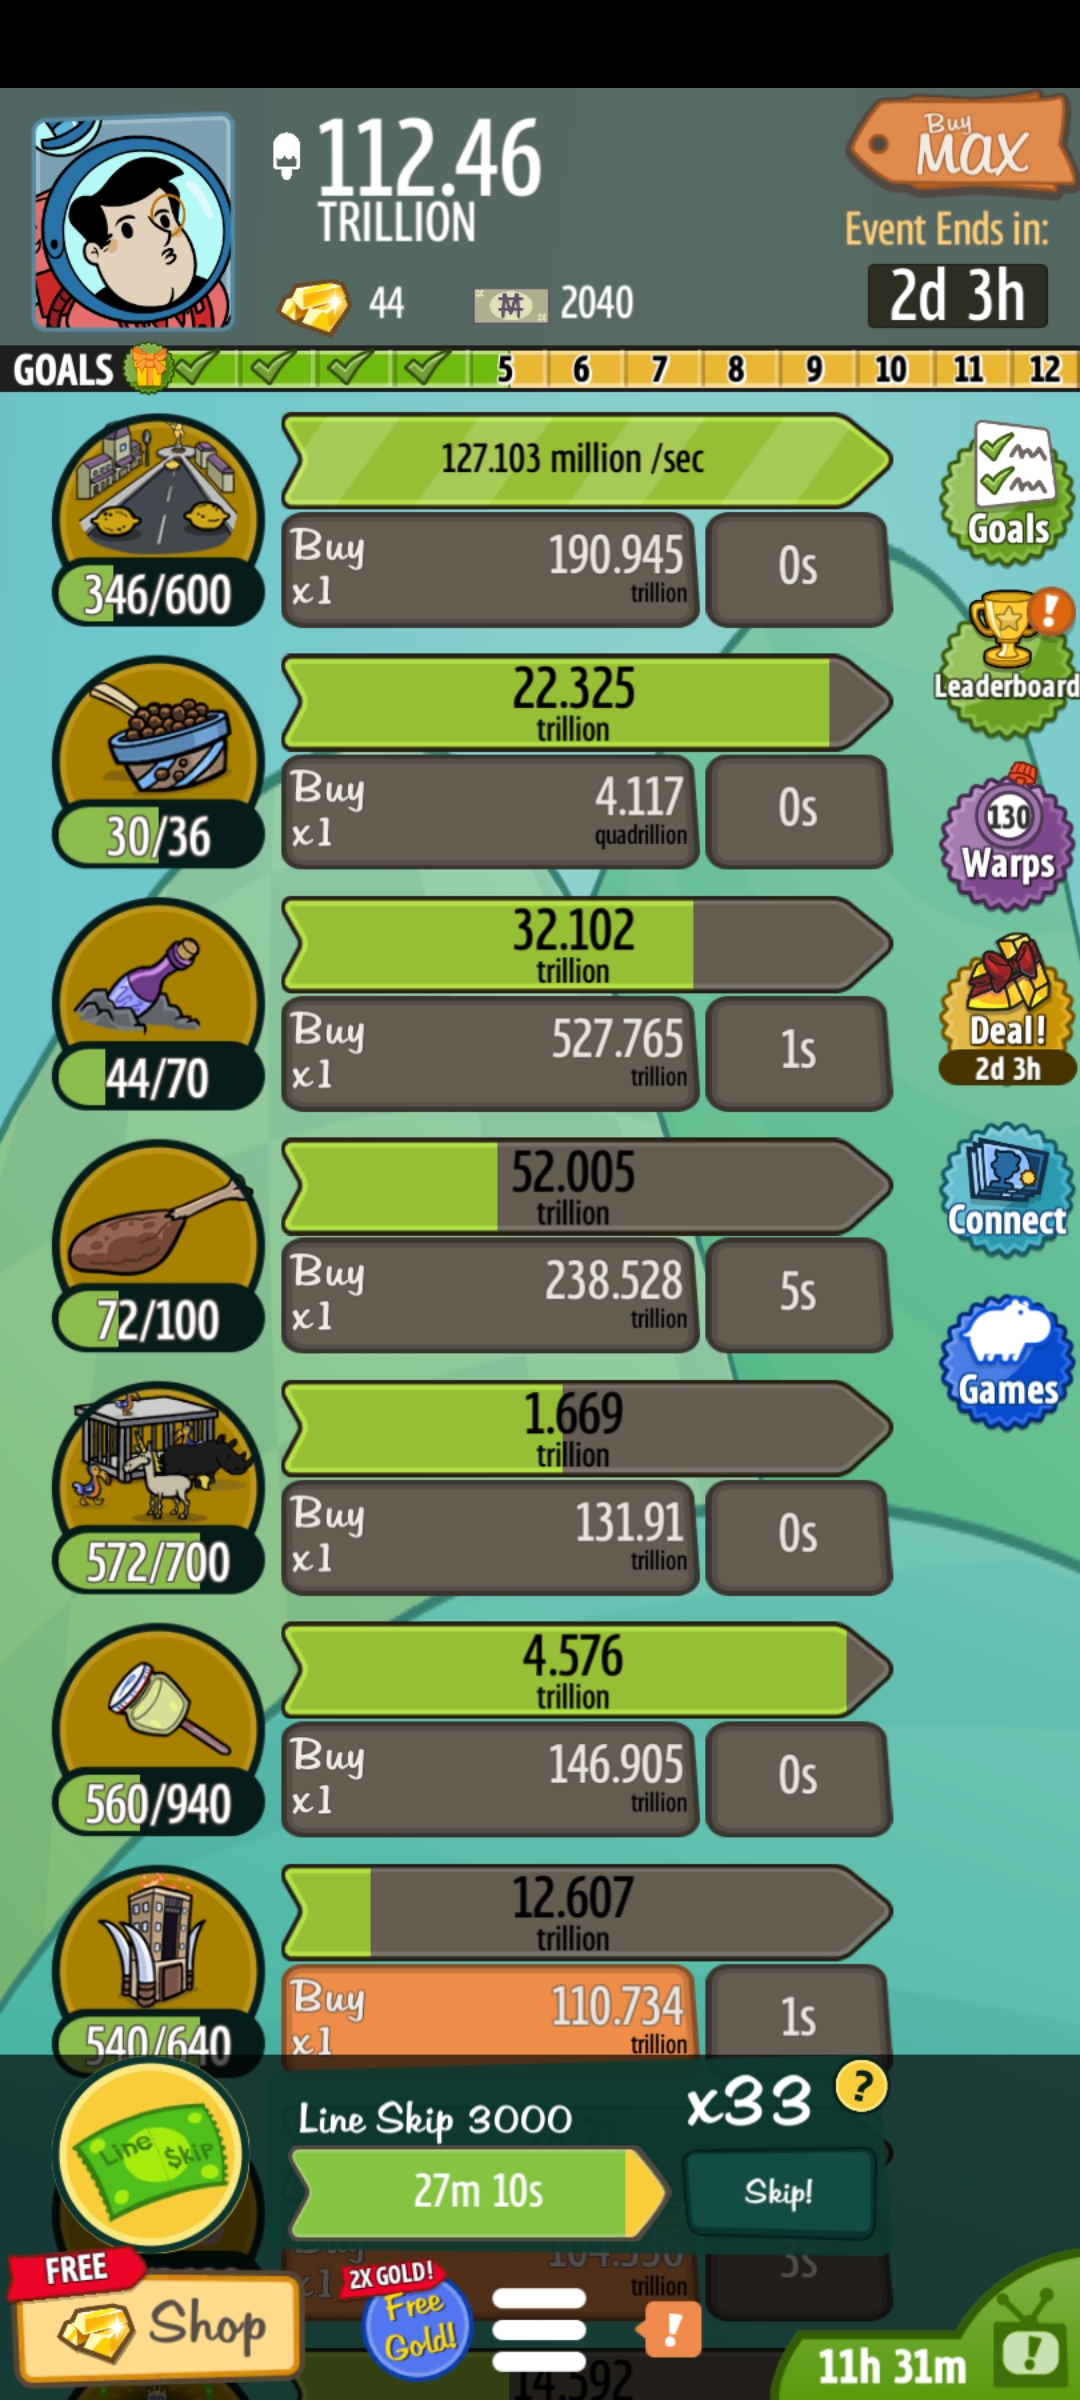 112.46
TRILLION
Buy
MAX
Event Ends in:
44
2040
2d 3h
GOALS
5 6 7 8 9 10 11 12
127.103 million /sec
Buy
x1
190.945
trillion
0s
346/600
Goals
22.325
trillion
Buy
x1
4.117
quadrillion
0s
30/36
Leaderboard
130
Warps
32.102
trillion
Buy
x1
527.765
trillion
1s
44/70
Deal!
2d 3h
52.005
trillion
Buy
x1
238.528
trillion
5s
72/100
Connect
1.669
trillion
Buy
x1
131.91
trillion
0s
572/700
Games
4.576
trillion
Buy
x1
146.905
trillion
0s
560/940
12.607
trillion
Buy
x1
110.734
trillion
1s
540/640
Line Skip
Line Skip 3000
x33
?
27m 10s
Skip!
Buy
x1
trillion
3s
FREE
Shop
2X GOLD!
Free
Gold!
!
11h 31m
!
14.592